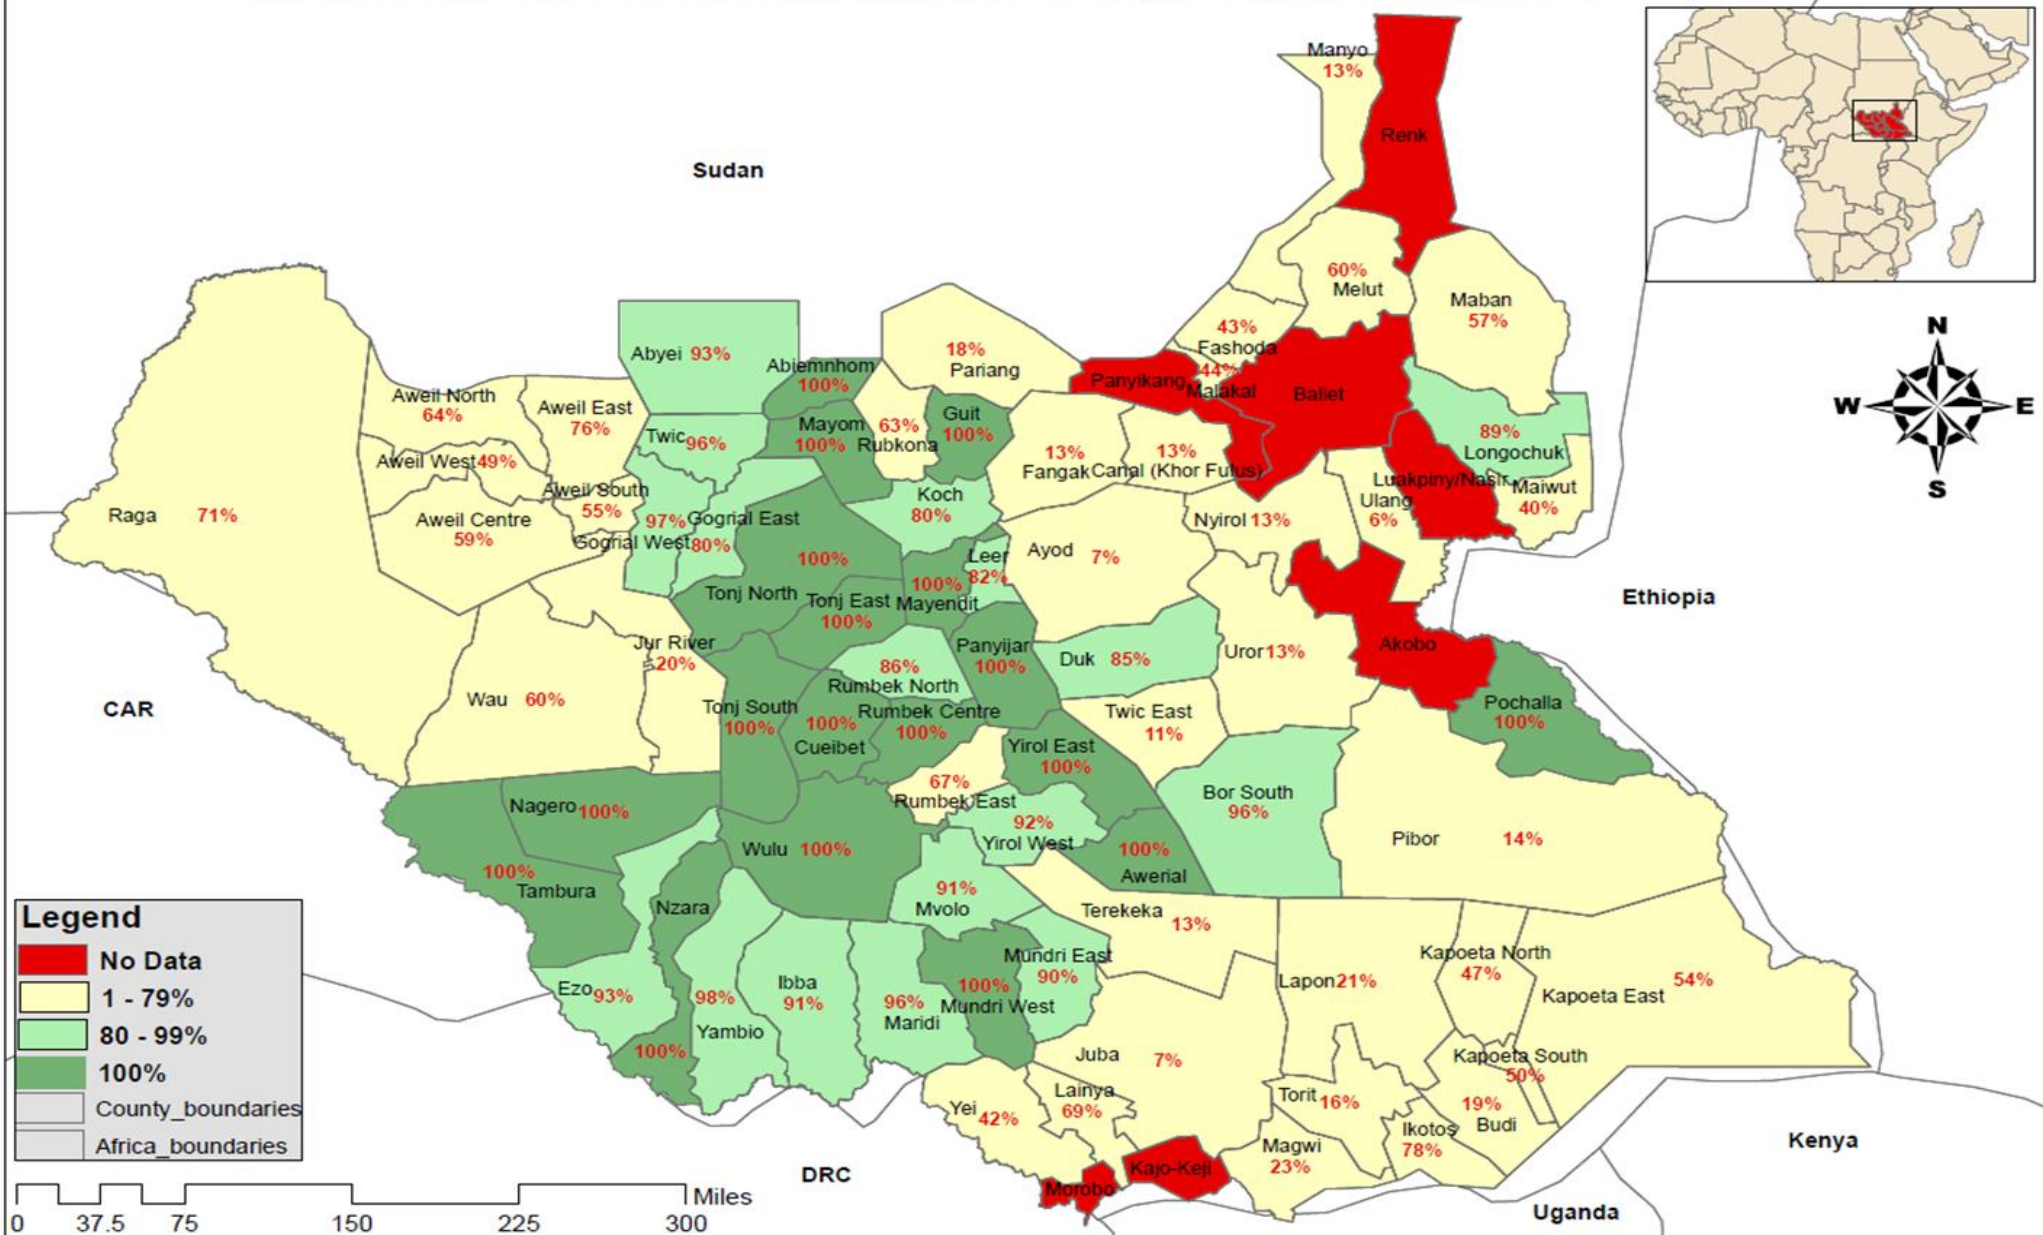 Manyo
13%
Renk
Sudan
60%
Melut
Maban
57%
43%
Fashoda
44%
Malakal
Panyikang
Baliet
18%
Pariang
Abyei 93%
Abiemnhom
100%
Aweil North
64%
Aweil East
76%
Twic 96%
Mayom
100%
63%
Rubkona
Guit
100%
13%
Fangak
13%
Canal (Khor Fulus)
89%
Longochuk
Aweil West 49%
Luakpiny/Nasir
Maiwut
40%
Ulang
6%
Aweil South
55%
Koch
80%
Raga 71%
Aweil Centre
59%
97%
Gogrial East
Gogrial West 80%
Nyirol 13%
100%
Tonj North
Leer
82%
100%
Mayendit
Ayod 7%
Tonj East
100%
Ethiopia
Jur River
20%
86%
Rumbek North
Panyijar
100%
Duk 85%
Uror 13%
Akobo
CAR
Wau 60%
Tonj South
100%
100%
Cueibet
Rumbek Centre
100%
Twic East
11%
Pochalla
100%
Yirol East
100%
67%
Rumbek East
Bor South
96%
Nagero 100%
92%
Yirol West
Pibor 14%
Wulu 100%
100%
Awerial
100%
Tambura
Nzara
91%
Mvolo
Terekeka
13%
Mundri East
90%
Kapoeta North
47%
Lapon 21%
54%
Kapoeta East
Ezo 93%
98%
Yambio
Ibba
91%
96%
Maridi
100%
Mundri West
100%
Juba 7%
Kapoeta South
50%
Lainya
69%
Yei 42%
Torit 16%
19%
Budi
Ikotos
78%
Magwi
23%
Kajo-Keji
Morobo
Kenya
DRC
Uganda
N
W
E
S
Legend
No Data
1 - 79%
80 - 99%
100%
County_boundaries
Africa_boundaries
Miles
0 37.5 75 150 225 300